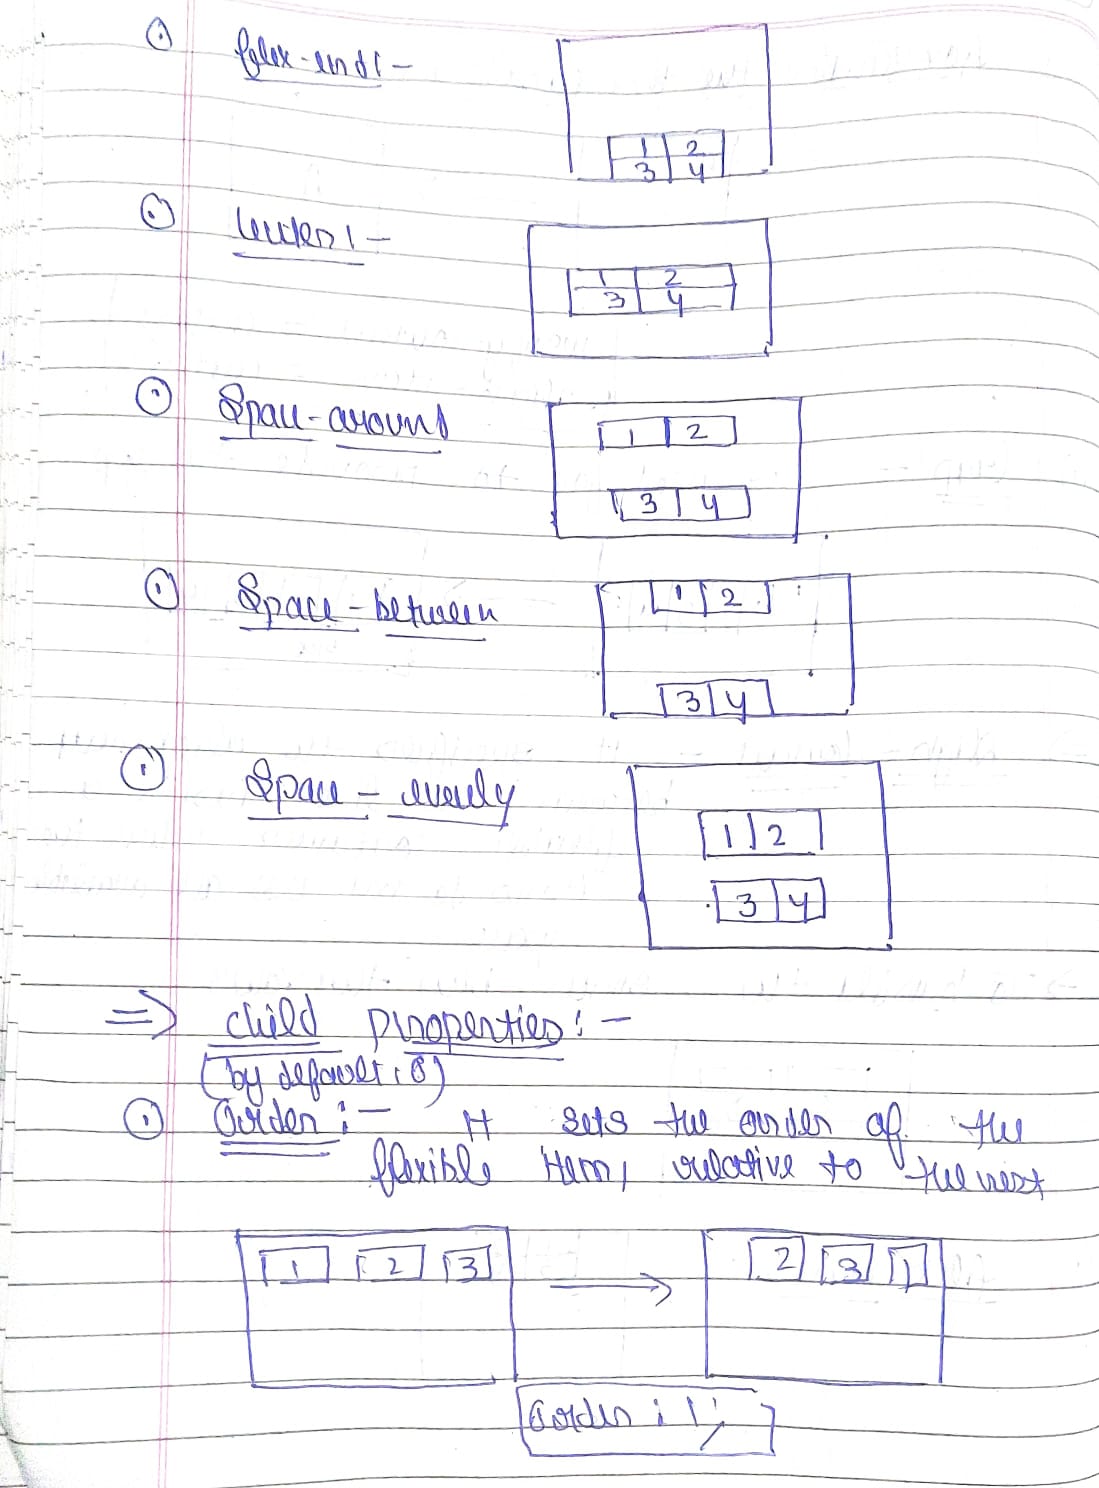 flex-end :-
1 2
3 4
Center :-
1 2
3 4
Space-around
1 2
3 4
Space-between
1 2
3 4
Space-evenly
1 2
3 4
=> child properties :-
(by default : 0)
Order :- It sets the order of the
flexible item, relative to the rest
1 2 3 → 2 3 1
Order : 1;